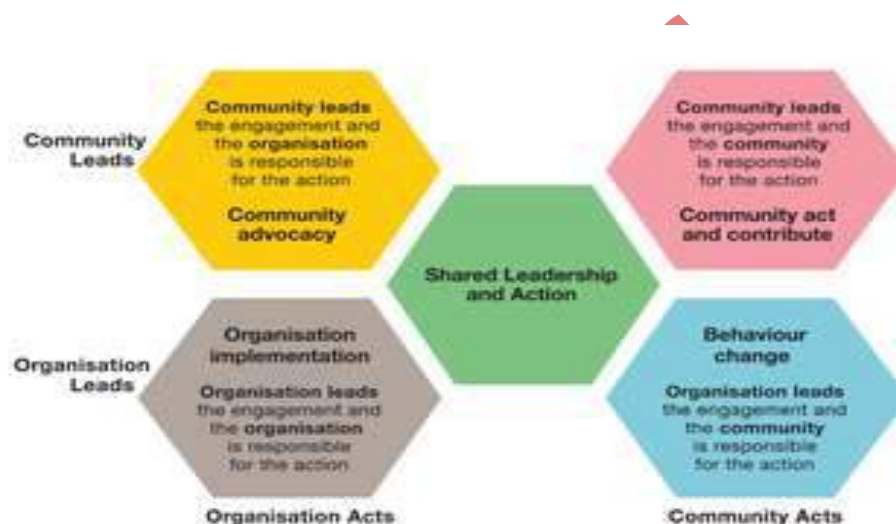 Community
Leads
Community leads
the engagement and
the organisation
is responsible
for the action
Community
advocacy
Community leads
the engagement and
the community
is responsible
for the action
Community act
and contribute
Shared Leadership
and Action
Organisation
Leads
Organisation
implementation
Organisation leads
the engagement and
the organisation
is responsible
for the action
Behaviour
change
Organisation leads
the engagement and
the community
is responsible
for the action
Organisation Acts
Community Acts